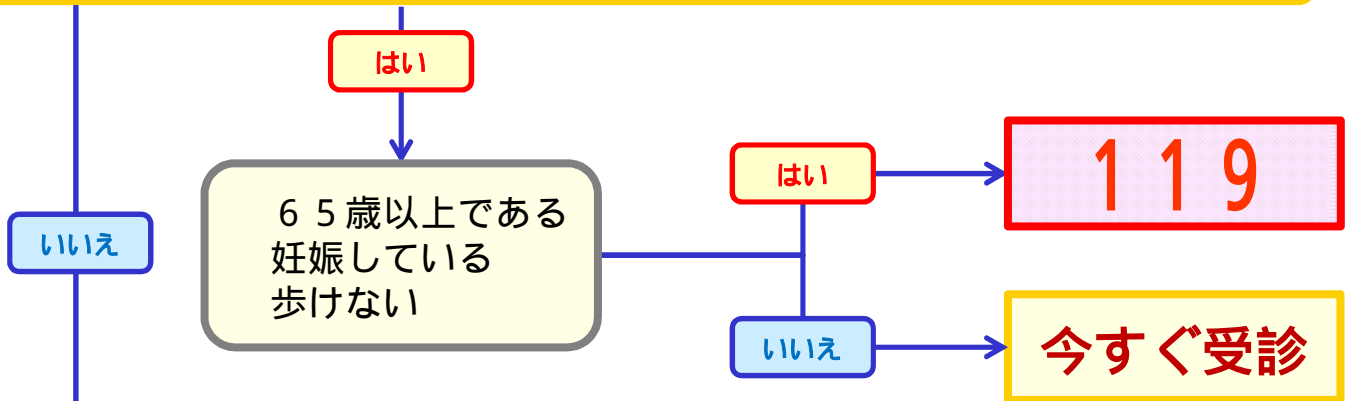 はい
はい
119
65歳以上である
妊娠している
歩けない
いいえ
いいえ
今すぐ受診